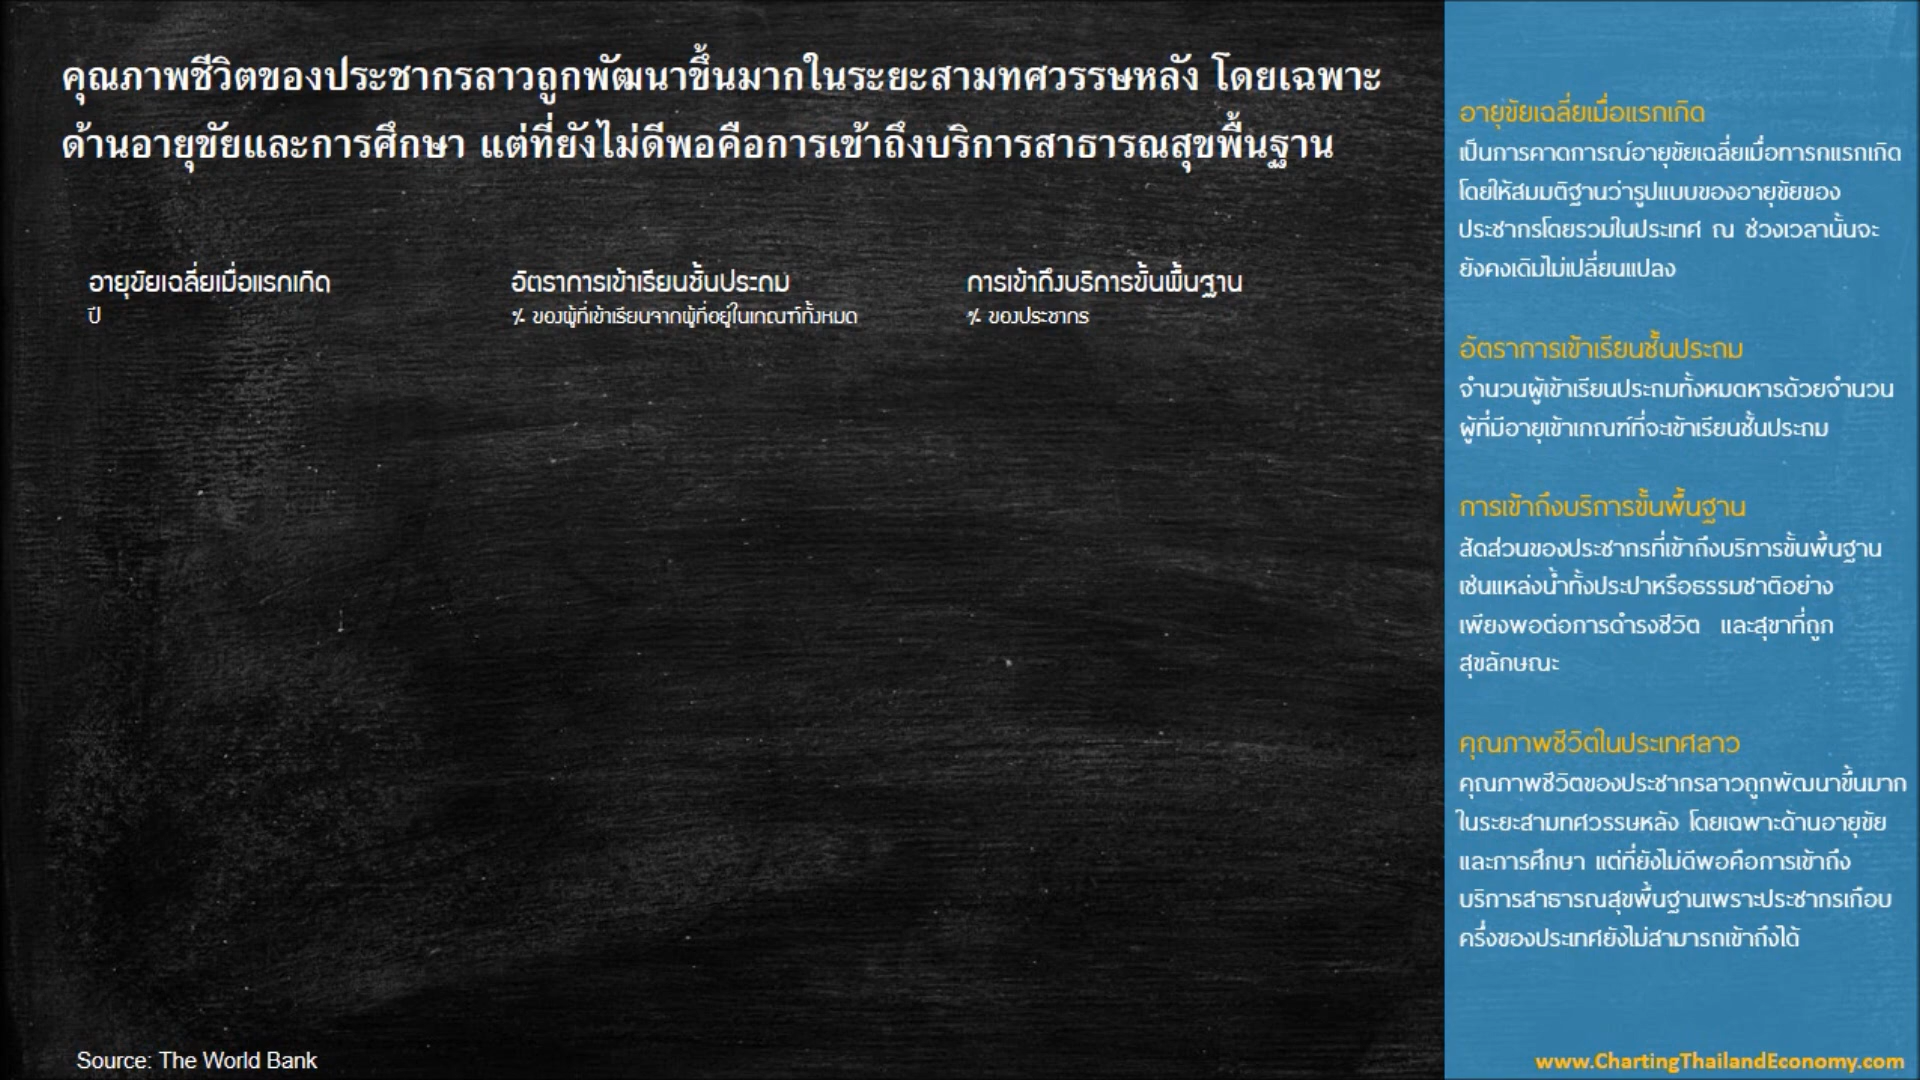 คุณภาพชีวิตของประชากรลาวถูกพัฒนาขึ้นมากในระยะสามทศวรรษหลัง โดยเฉพาะ
ด้านอายุขัยและการศึกษา แต่ที่ยังไม่ดีพอคือการเข้าถึงบริการสาธารณสุขพื้นฐาน
อายุขัยเฉลี่ยเมื่อแรกเกิด
ปี
อัตราการเข้าเรียนชั้นประถม
% ของผู้ที่เข้าเรียนจากผู้ที่อยู่ในเกณฑ์ทั้งหมด
การเข้าถึงบริการขั้นพื้นฐาน
% ของประชากร
Source: The World Bank
อายุขัยเฉลี่ยเมื่อแรกเกิด
เป็นการคาดการณ์อายุขัยเฉลี่ยเมื่อทารกแรกเกิด
โดยให้สมมติฐานว่ารูปแบบของอายุขัยของ
ประชากรโดยรวมในประเทศ ณ ช่วงเวลานั้นจะ
ยังคงเดิมไม่เปลี่ยนแปลง
อัตราการเข้าเรียนชั้นประถม
จำนวนผู้เข้าเรียนประถมทั้งหมดหารด้วยจำนวน
ผู้ที่มีอายุเข้าเกณฑ์ที่จะเข้าเรียนชั้นประถม
การเข้าถึงบริการขั้นพื้นฐาน
สัดส่วนของประชากรที่เข้าถึงบริการขั้นพื้นฐาน
เช่นแหล่งน้ำทั้งประปาหรือธรรมชาติอย่าง
เพียงพอต่อการดำรงชีวิต และสุขาที่ถูก
สุขลักษณะ
คุณภาพชีวิตในประเทศลาว
คุณภาพชีวิตของประชากรลาวถูกพัฒนาขึ้นมาก
ในระยะสามทศวรรษหลัง โดยเฉพาะด้านอายุขัย
และการศึกษา แต่ที่ยังไม่ดีพอคือการเข้าถึง
บริการสาธารณสุขพื้นฐานเพราะประชากรเกือบ
ครึ่งของประเทศยังไม่สามารถเข้าถึงได้
www.ChartingThailandEconomy.com